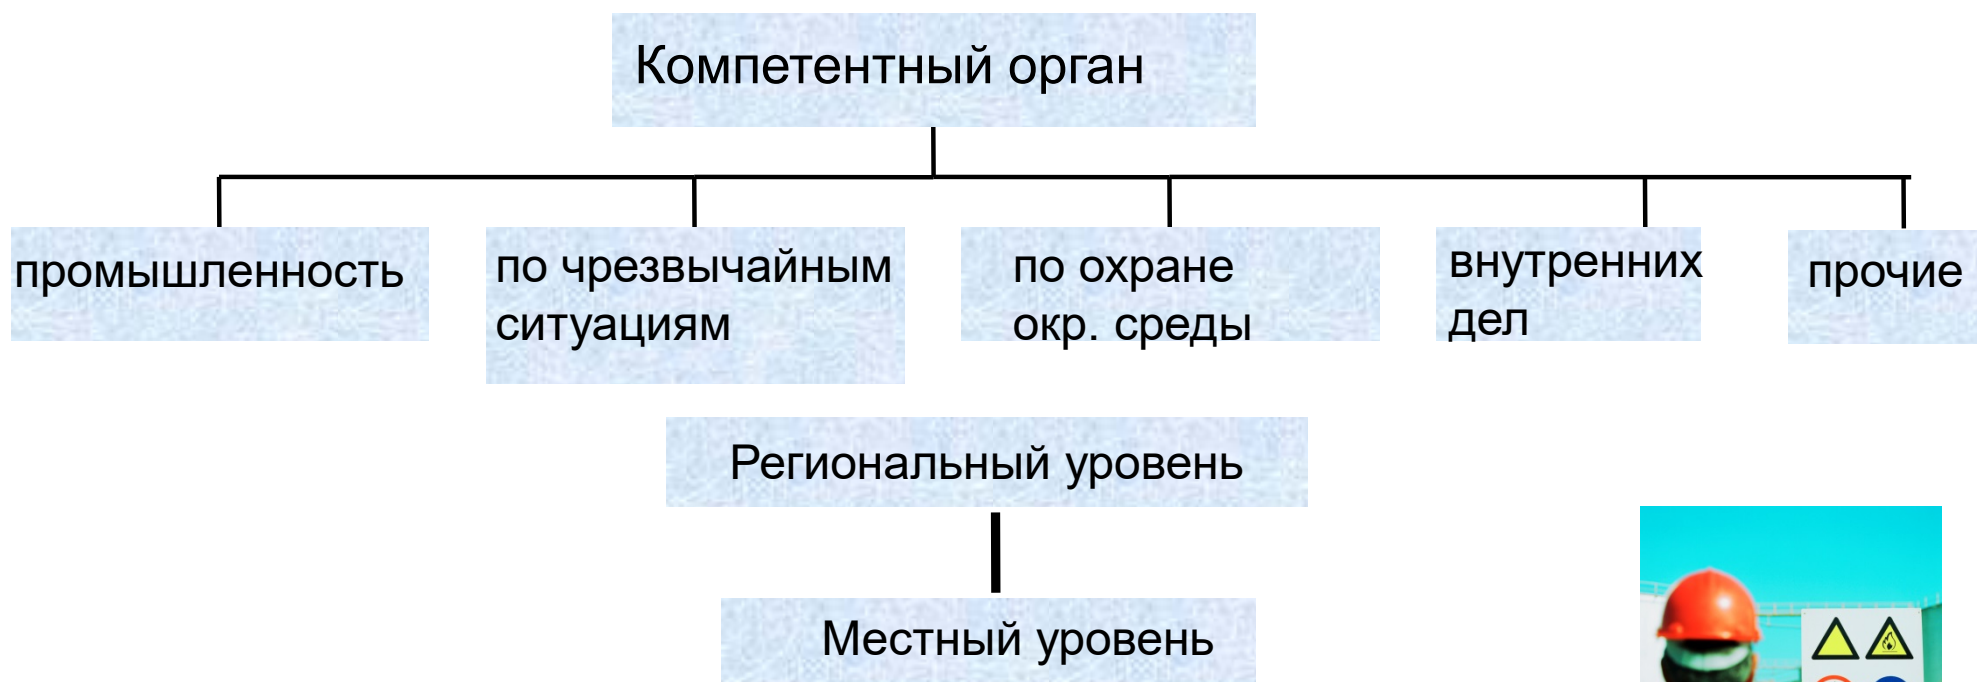 Компетентный орган
промышленность
по чрезвычайным
ситуациям
по охране
окр. среды
внутренних
дел
прочие
Региональный уровень
Местный уровень